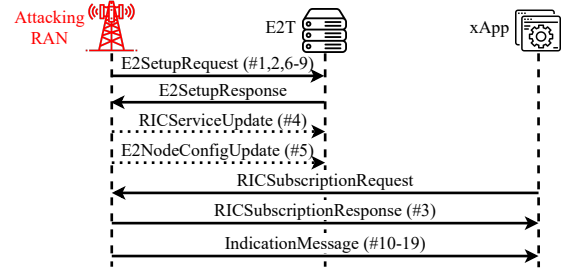 Attacking
RAN
E2T
xApp
E2SetupRequest (#1,2,6-9)
E2SetupResponse
RICServiceUpdate (#4)
E2NodeConfigUpdate (#5)
RICSubscriptionRequest
RICSubscriptionResponse (#3)
IndicationMessage (#10-19)